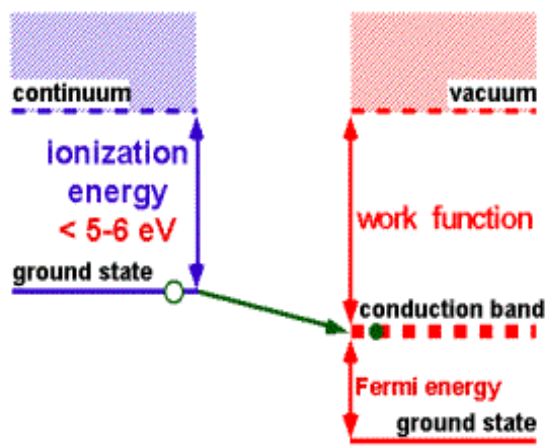 continuum
ionization
energy
< 5-6 eV
ground state
vacuum
work function
conduction band
Fermi energy
ground state